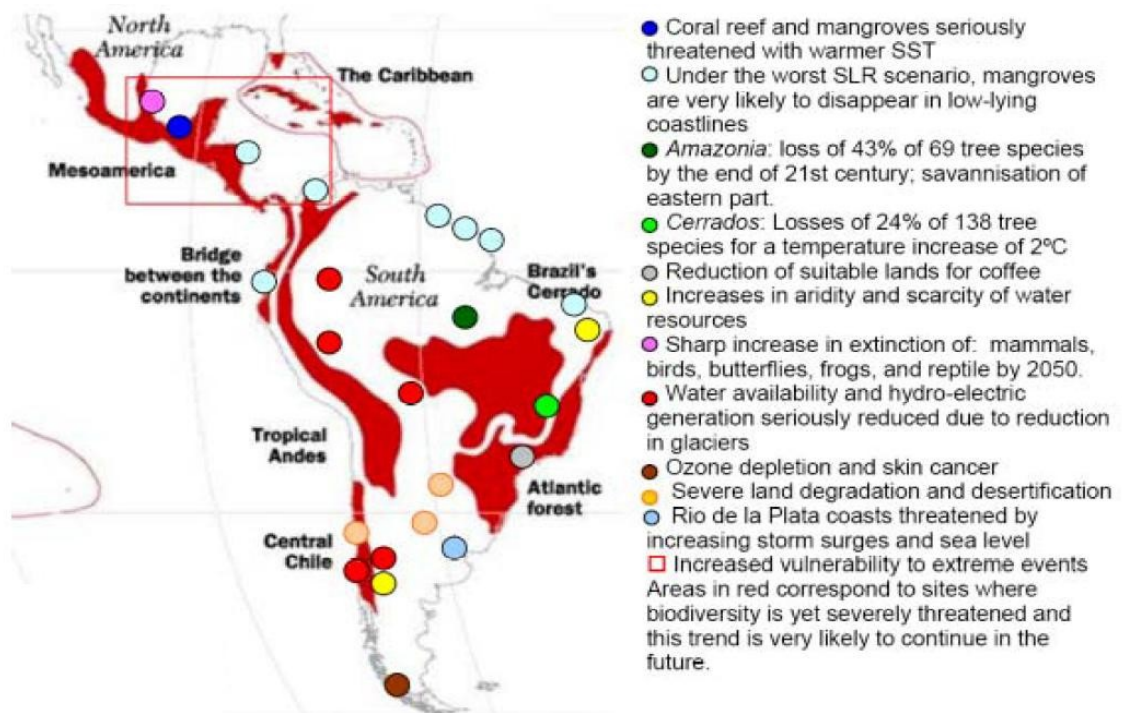 North
America
The Caribbean
Mesoamerica
Bridge
between the
continents
South
America
Brazil's
Cerrado
Tropical
Andes
Atlantic
forest
Central
Chile
Coral reef and mangroves seriously
threatened with warmer SST
Under the worst SLR scenario, mangroves
are very likely to disappear in low-lying
coastlines
Amazonia: loss of 43% of 69 tree species
by the end of 21st century; savannisation of
eastern part.
Cerrados: Losses of 24% of 138 tree
species for a temperature increase of 2ºC
Reduction of suitable lands for coffee
Increases in aridity and scarcity of water
resources
Sharp increase in extinction of: mammals,
birds, butterflies, frogs, and reptile by 2050.
Water availability and hydro-electric
generation seriously reduced due to reduction
in glaciers
Ozone depletion and skin cancer
Severe land degradation and desertification
Rio de la Plata coasts threatened by
increasing storm surges and sea level
Increased vulnerability to extreme events
Areas in red correspond to sites where
biodiversity is yet severely threatened and
this trend is very likely to continue in the
future.